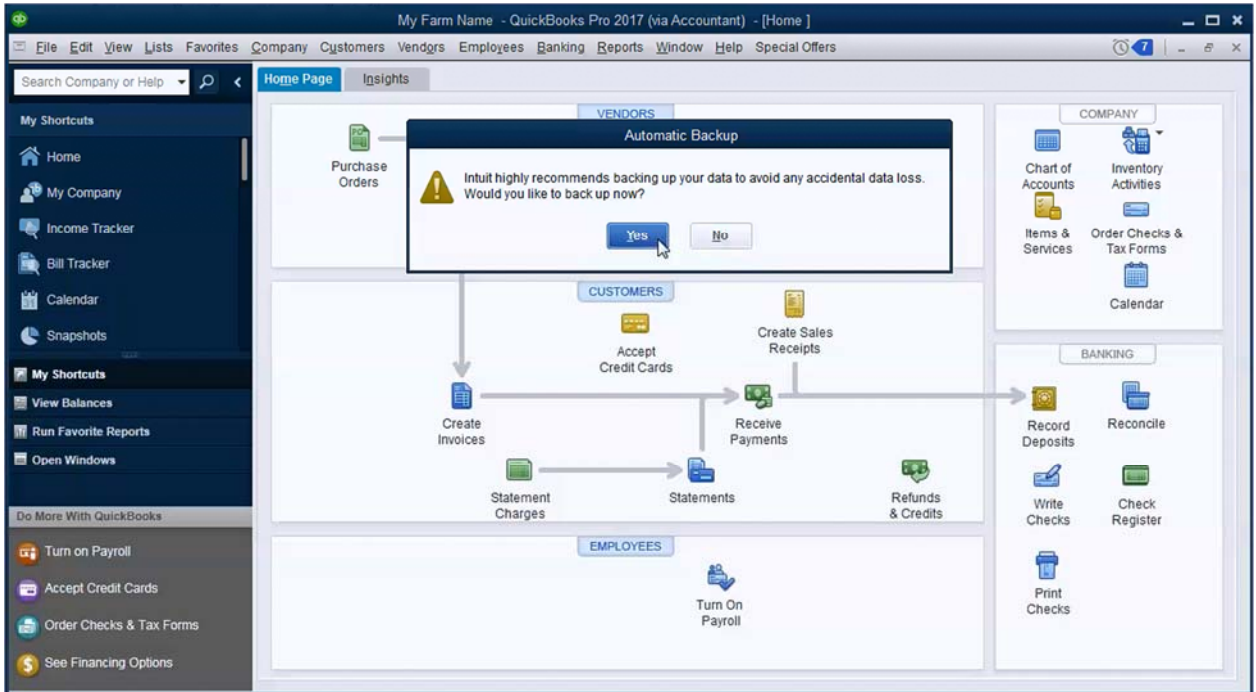 qb
My Farm Name - QuickBooks Pro 2017 (via Accountant) - [Home ]
File Edit View Lists Favorites Company Customers Vendors Employees Banking Reports Window Help Special Offers
7
Search Company or Help
Home Page
Insights
My Shortcuts
Home
My Company
Income Tracker
Bill Tracker
Calendar
Snapshots
My Shortcuts
View Balances
Run Favorite Reports
Open Windows
Do More With QuickBooks
Turn on Payroll
Accept Credit Cards
Order Checks & Tax Forms
See Financing Options
VENDORS
Purchase
Orders
Automatic Backup
Intuit highly recommends backing up your data to avoid any accidental data loss.
Would you like to back up now?
Yes
No
CUSTOMERS
Accept
Credit Cards
Create Sales
Receipts
Create
Invoices
Receive
Payments
Statement
Charges
Statements
Refunds
& Credits
EMPLOYEES
Turn On
Payroll
COMPANY
Chart of
Accounts
Inventory
Activities
Items &
Services
Order Checks &
Tax Forms
Calendar
BANKING
Record
Deposits
Reconcile
Write
Checks
Check
Register
Print
Checks